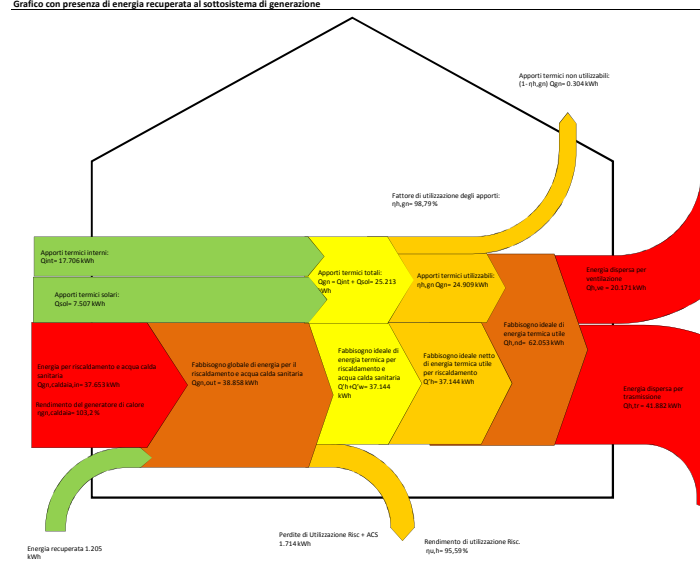 Grafico con presenza di energia recuperata al sottosistema di generazione
Apporti termici non utilizzabili:
(1- ηh,gn) Qgn= 0.304 kWh
Fattore di utilizzazione degli apporti:
ηh,gn= 98,79 %
Apporti termici interni:
Qint= 17.706 kWh
Apporti termici solari:
Qsol= 7.507 kWh
Apporti termici totali:
Qgn = Qint + Qsol= 25.213
kWh
Apporti termici utilizzabili:
ηh,gn Qgn= 24.909 kWh
Energia dispersa per
ventilazione
Qh,ve = 20.171 kWh
Fabbisogno ideale di
energia termica utile
Qh,nd= 62.053 kWh
Energia per riscaldamento e acqua calda
sanitaria
Qgn,caldaia,in= 37.653 kWh
Rendimento del generatore di calore
ηgn,caldaia= 103,2 %
Fabbisogno globale di energia per il
riscaldamento e acqua calda sanitaria
Qgn,out = 38.858 kWh
Fabbisogno ideale di
energia termica per
riscaldamento e
acqua calda sanitaria
Q'h+Q'w= 37.144
kWh
Fabbisogno ideale netto
di energia termica utile
per riscaldamento
Q'h= 37.144 kWh
Energia dispersa per
trasmissione
Qh,tr = 41.882 kWh
Energia recuperata 1.205
kWh
Perdite di Utilizzazione Risc + ACS
1.714 kWh
Rendimento di utilizzazione Risc.
ηu,h= 95,59 %